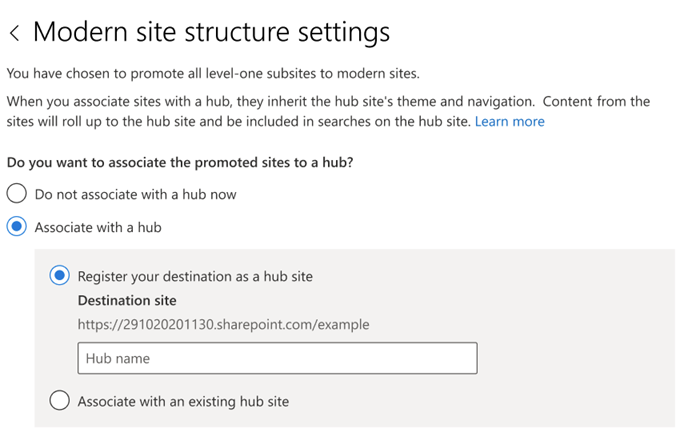 Modern site structure settings
You have chosen to promote all level-one subsites to modern sites.
When you associate sites with a hub, they inherit the hub site's theme and navigation. Content from the
sites will roll up to the hub site and be included in searches on the hub site. Learn more
Do you want to associate the promoted sites to a hub?
Do not associate with a hub now
Associate with a hub
Register your destination as a hub site
Destination site
https://291020201130.sharepoint.com/example
Hub name
Associate with an existing hub site